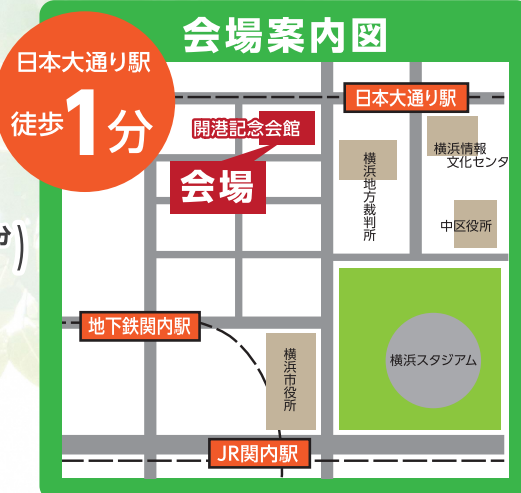 会場案内図
日本大通り駅
徒歩1分
日本大通り駅
開港記念会館
会場
横浜地方裁判所
横浜情報
文化センタ
中区役所
分)
地下鉄関内駅
横浜市役所
横浜スタジアム
JR関内駅